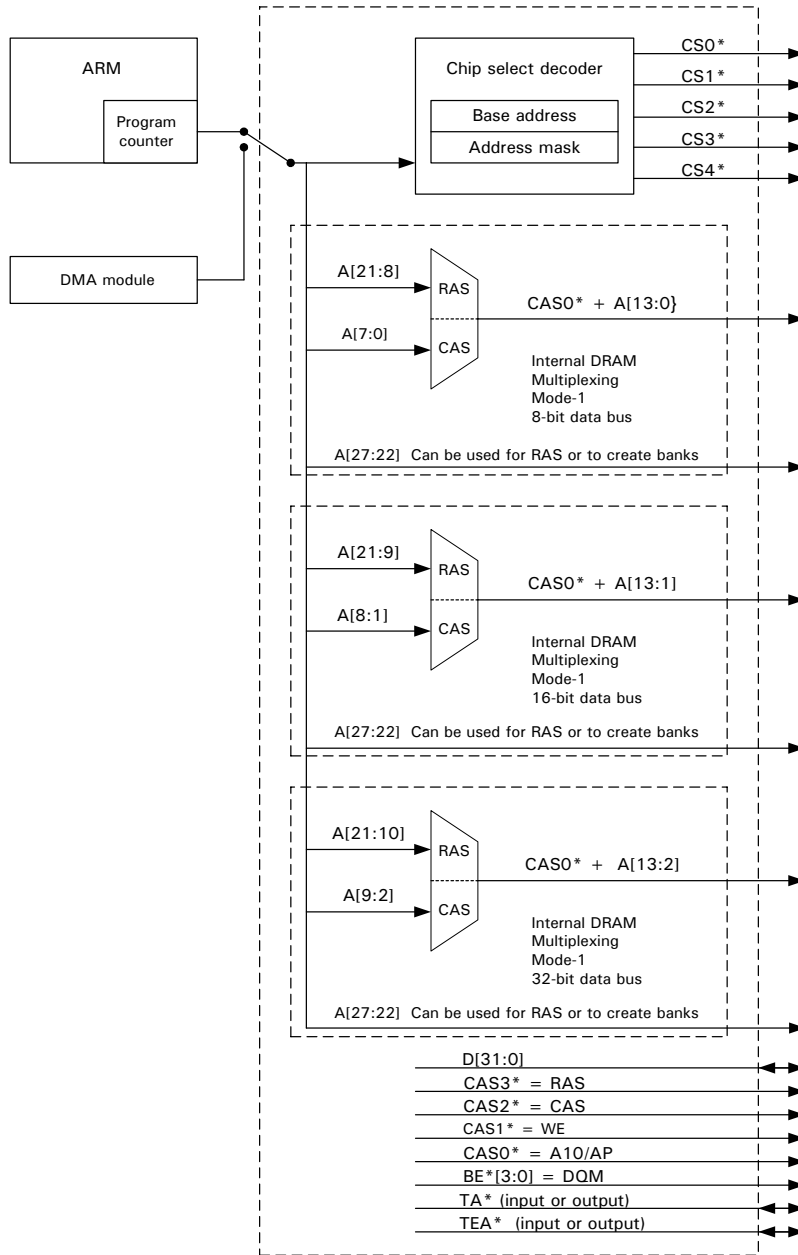 ARM
Program
counter
DMA module
Chip select decoder
Base address
Address mask
CS0*
CS1*
CS2*
CS3*
CS4*
A[21:8]
A[7:0]
RAS
CAS
CAS0* + A[13:0}
Internal DRAM
Multiplexing
Mode-1
8-bit data bus
A[27:22] Can be used for RAS or to create banks
A[21:9]
A[8:1]
RAS
CAS
CAS0* + A[13:1]
Internal DRAM
Multiplexing
Mode-1
16-bit data bus
A[27:22] Can be used for RAS or to create banks
A[21:10]
A[9:2]
RAS
CAS
CAS0* + A[13:2]
Internal DRAM
Multiplexing
Mode-1
32-bit data bus
A[27:22] Can be used for RAS or to create banks
D[31:0]
CAS3* = RAS
CAS2* = CAS
CAS1* = WE
CAS0* = A10/AP
BE*[3:0] = DQM
TA* (input or output)
TEA* (input or output)